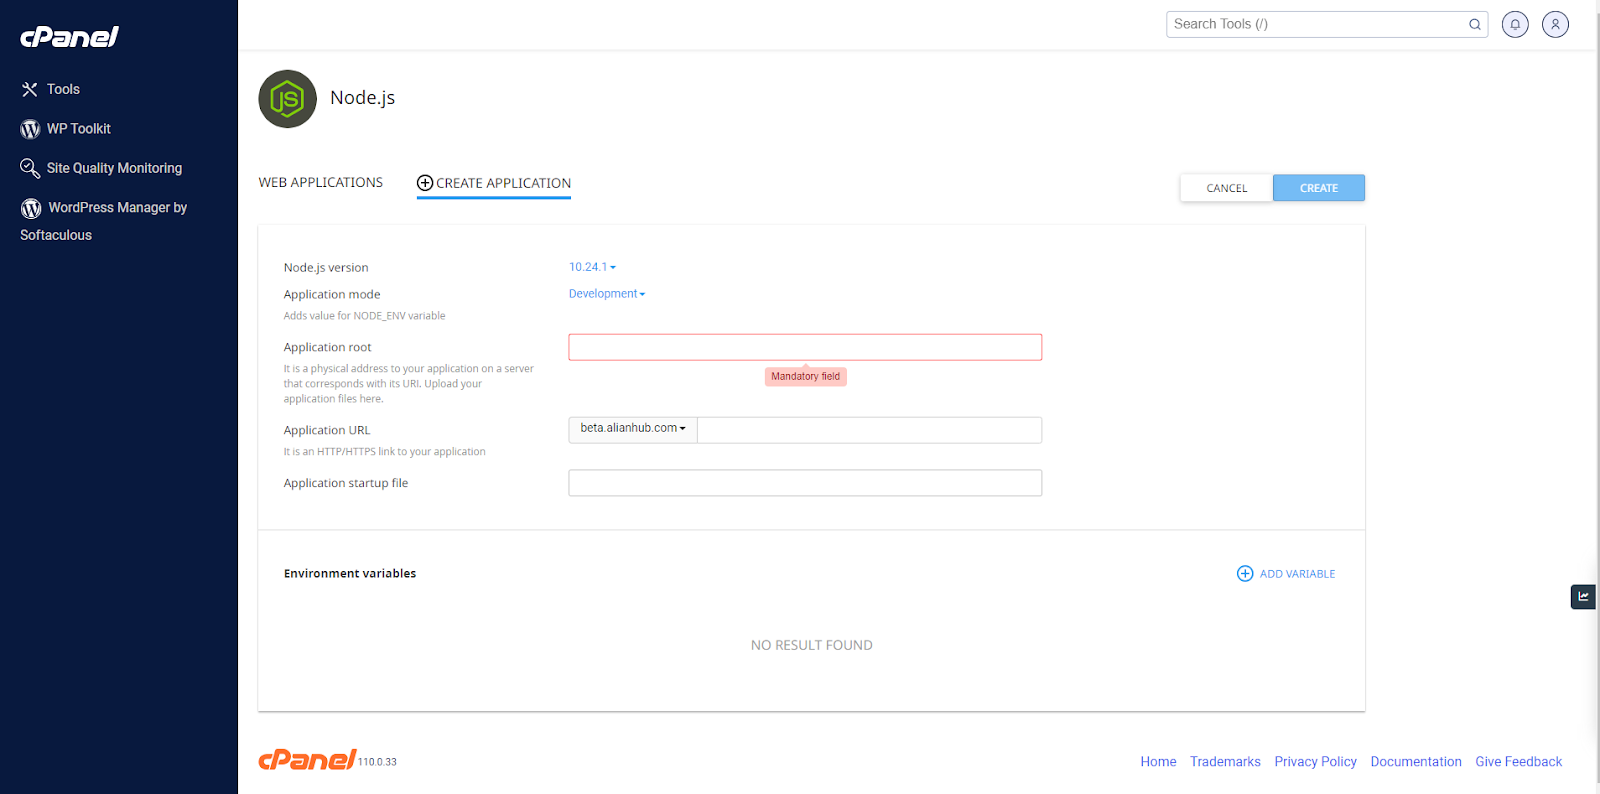 cPanel
Search Tools (/)
Tools
WP Toolkit
Site Quality Monitoring
WordPress Manager by
Softaculous
JS
Node.js
WEB APPLICATIONS
CREATE APPLICATION
CANCEL
CREATE
Node.js version
10.24.1
Application mode
Development
Adds value for NODE_ENV variable
Application root
Mandatory field
It is a physical address to your application on a server
that corresponds with its URI. Upload your
application files here.
Application URL
beta.alianhub.com
It is an HTTP/HTTPS link to your application
Application startup file
Environment variables
ADD VARIABLE
NO RESULT FOUND
cPanel 110.0.33
Home Trademarks Privacy Policy Documentation Give Feedback